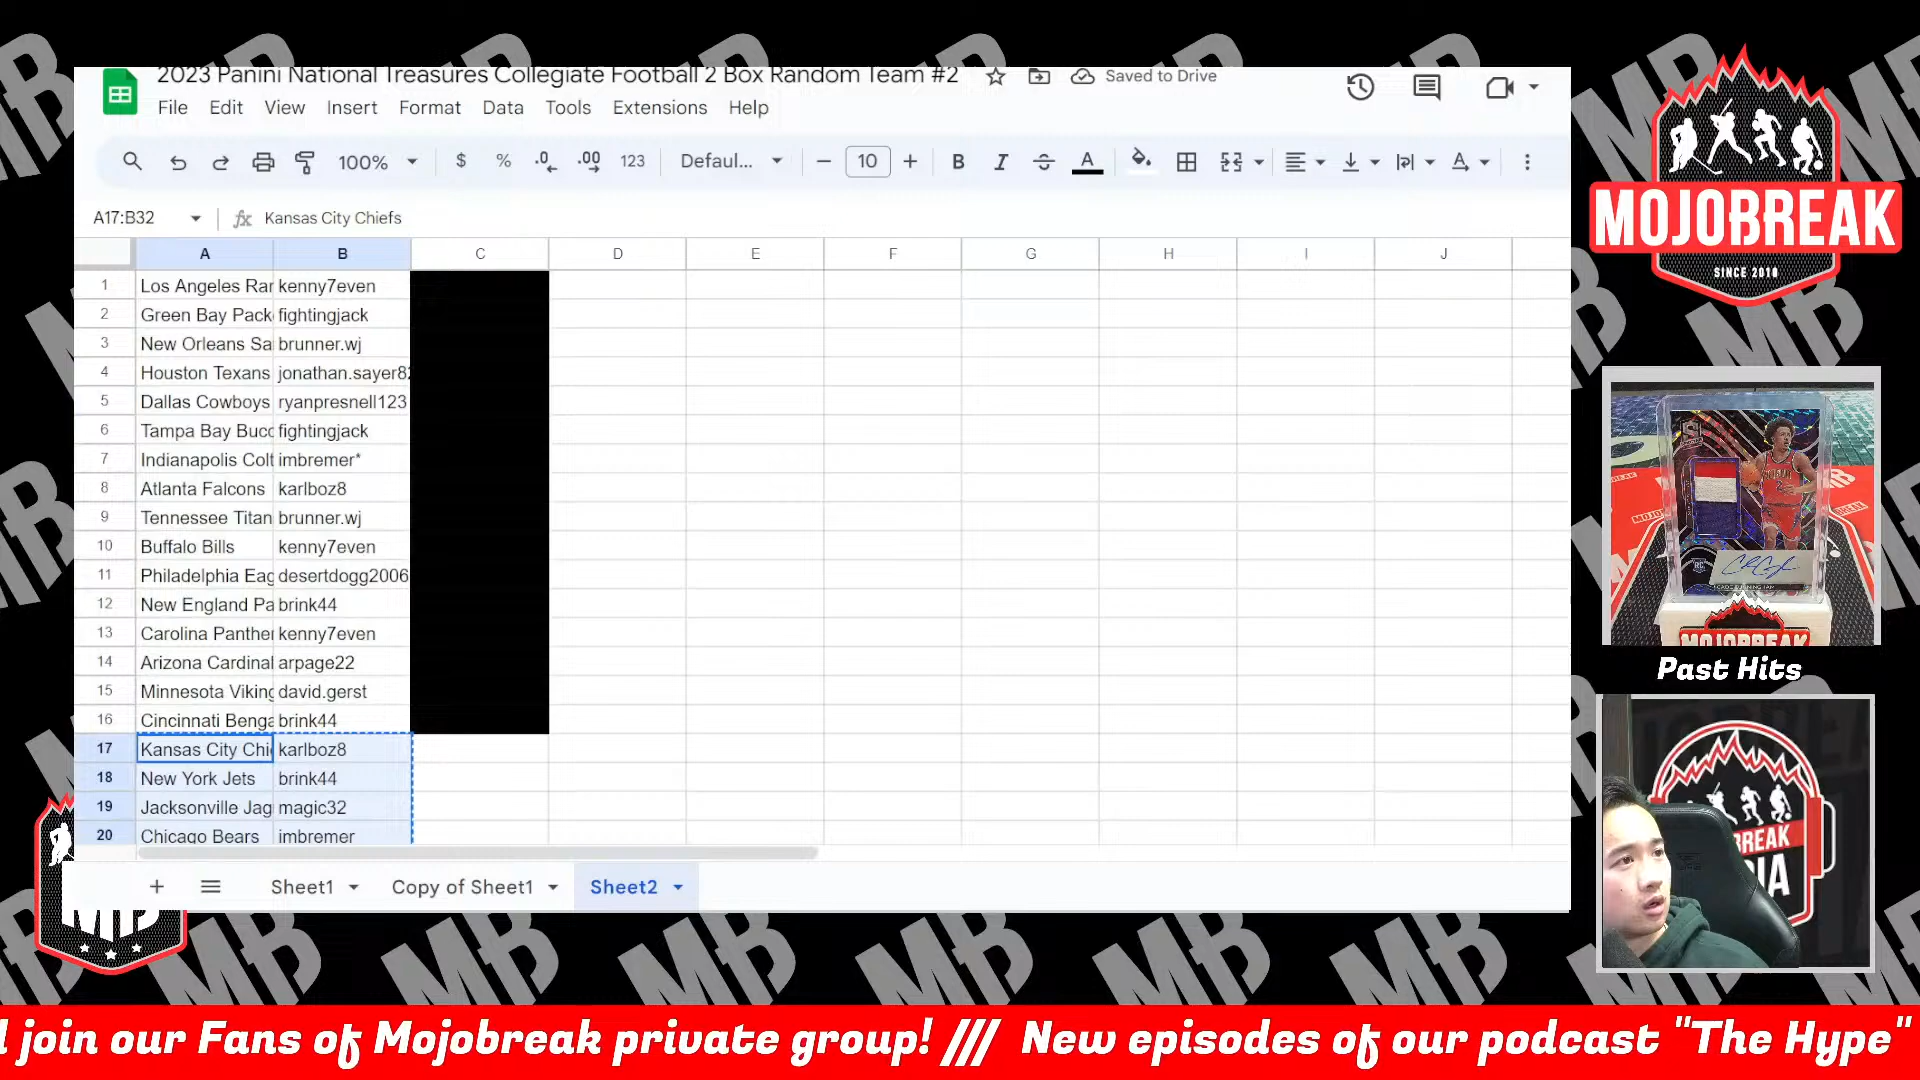 2023 Panini National Treasures Collegiate Football 2 Box Random Team #2
Saved to Drive
File Edit View Insert Format Data Tools Extensions Help
100% $ % .0 .00 123 Defaul... 10 B I A
A17:B32 fx Kansas City Chiefs
A B C D E F G H I J
1 Los Angeles Rar kenny7even
2 Green Bay Pack fightingjack
3 New Orleans Sa brunner.wj
4 Houston Texans jonathan.sayer82
5 Dallas Cowboys ryanpresnell123
6 Tampa Bay Bucc fightingjack
7 Indianapolis Colt imbremer*
8 Atlanta Falcons karlboz8
9 Tennessee Titan brunner.wj
10 Buffalo Bills kenny7even
11 Philadelphia Eag desertdogg2006
12 New England Pa brink44
13 Carolina Panther kenny7even
14 Arizona Cardinal arpage22
15 Minnesota Viking david.gerst
16 Cincinnati Benga brink44
17 Kansas City Chie karlboz8
18 New York Jets brink44
19 Jacksonville Jag magic32
20 Chicago Bears imbremer
Sheet1 Copy of Sheet1 Sheet2
MOJOBREAK
SINCE 2010
MOJOBREAK
Past Hits
MB
join our Fans of Mojobreak private group! /// New episodes of our podcast "The Hype"